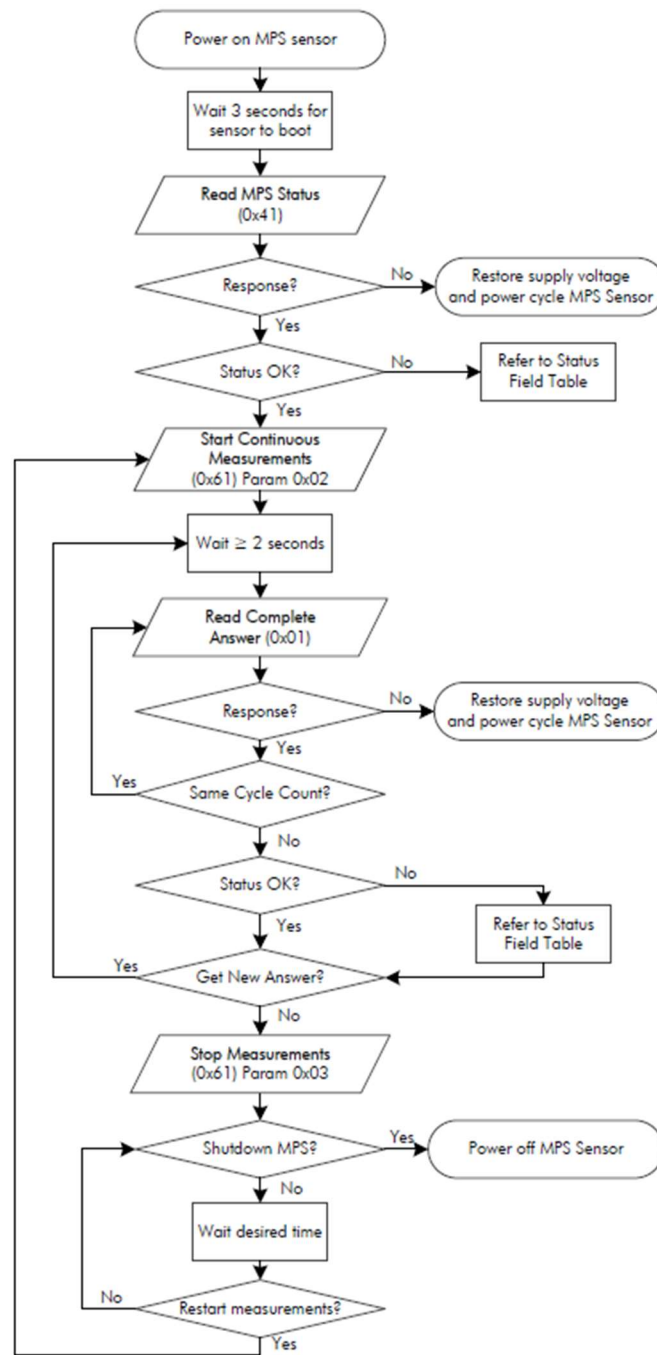 Power on MPS sensor
Wait 3 seconds for
sensor to boot
Read MPS Status
(0x41)
Response?
No
Restore supply voltage
and power cycle MPS Sensor
Yes
Status OK?
No
Refer to Status
Field Table
Yes
Start Continuous
Measurements
(0x61) Param 0x02
Wait ≥ 2 seconds
Read Complete
Answer (0x01)
Response?
No
Restore supply voltage
and power cycle MPS Sensor
Yes
Yes
Same Cycle Count?
No
Status OK?
No
Refer to Status
Field Table
Yes
Yes
Get New Answer?
No
Stop Measurements
(0x61) Param 0x03
Shutdown MPS?
Yes
Power off MPS Sensor
No
Wait desired time
No
Restart measurements?
Yes